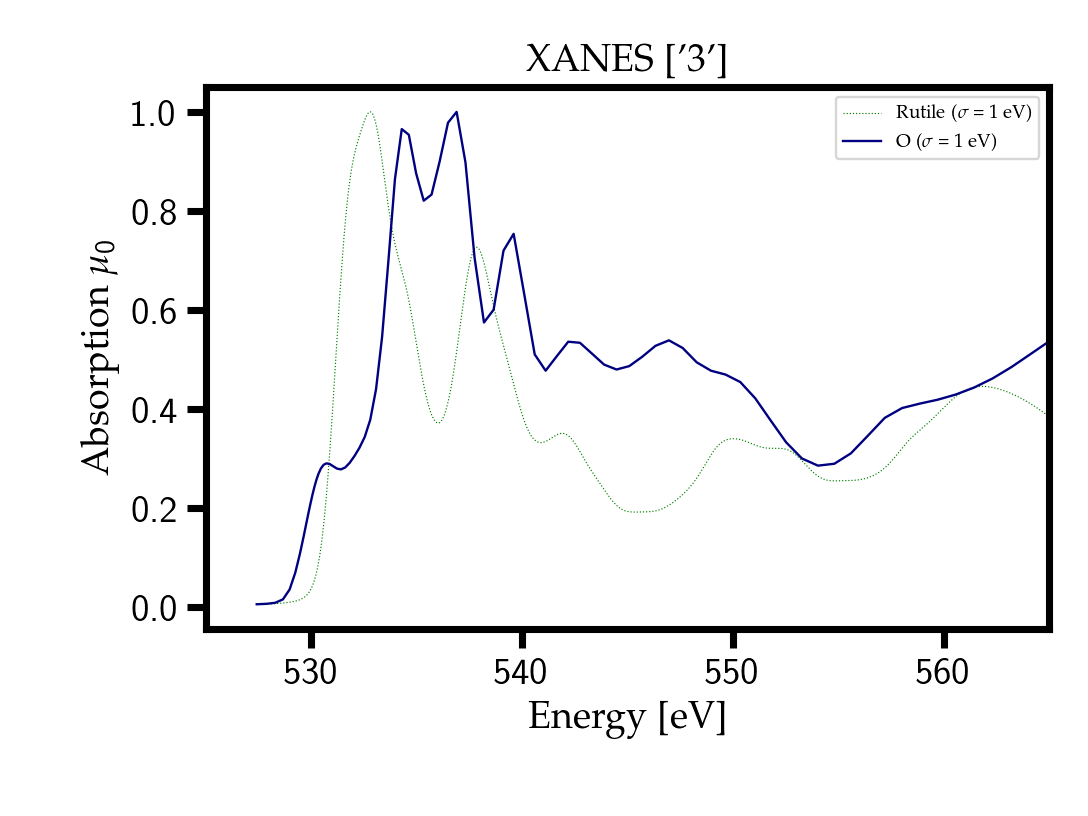 XANES ['3']
Rutile (σ = 1 eV)
O (σ = 1 eV)
Absorption μ₀
1.0
0.8
0.6
0.4
0.2
0.0
530 540 550 560
Energy [eV]